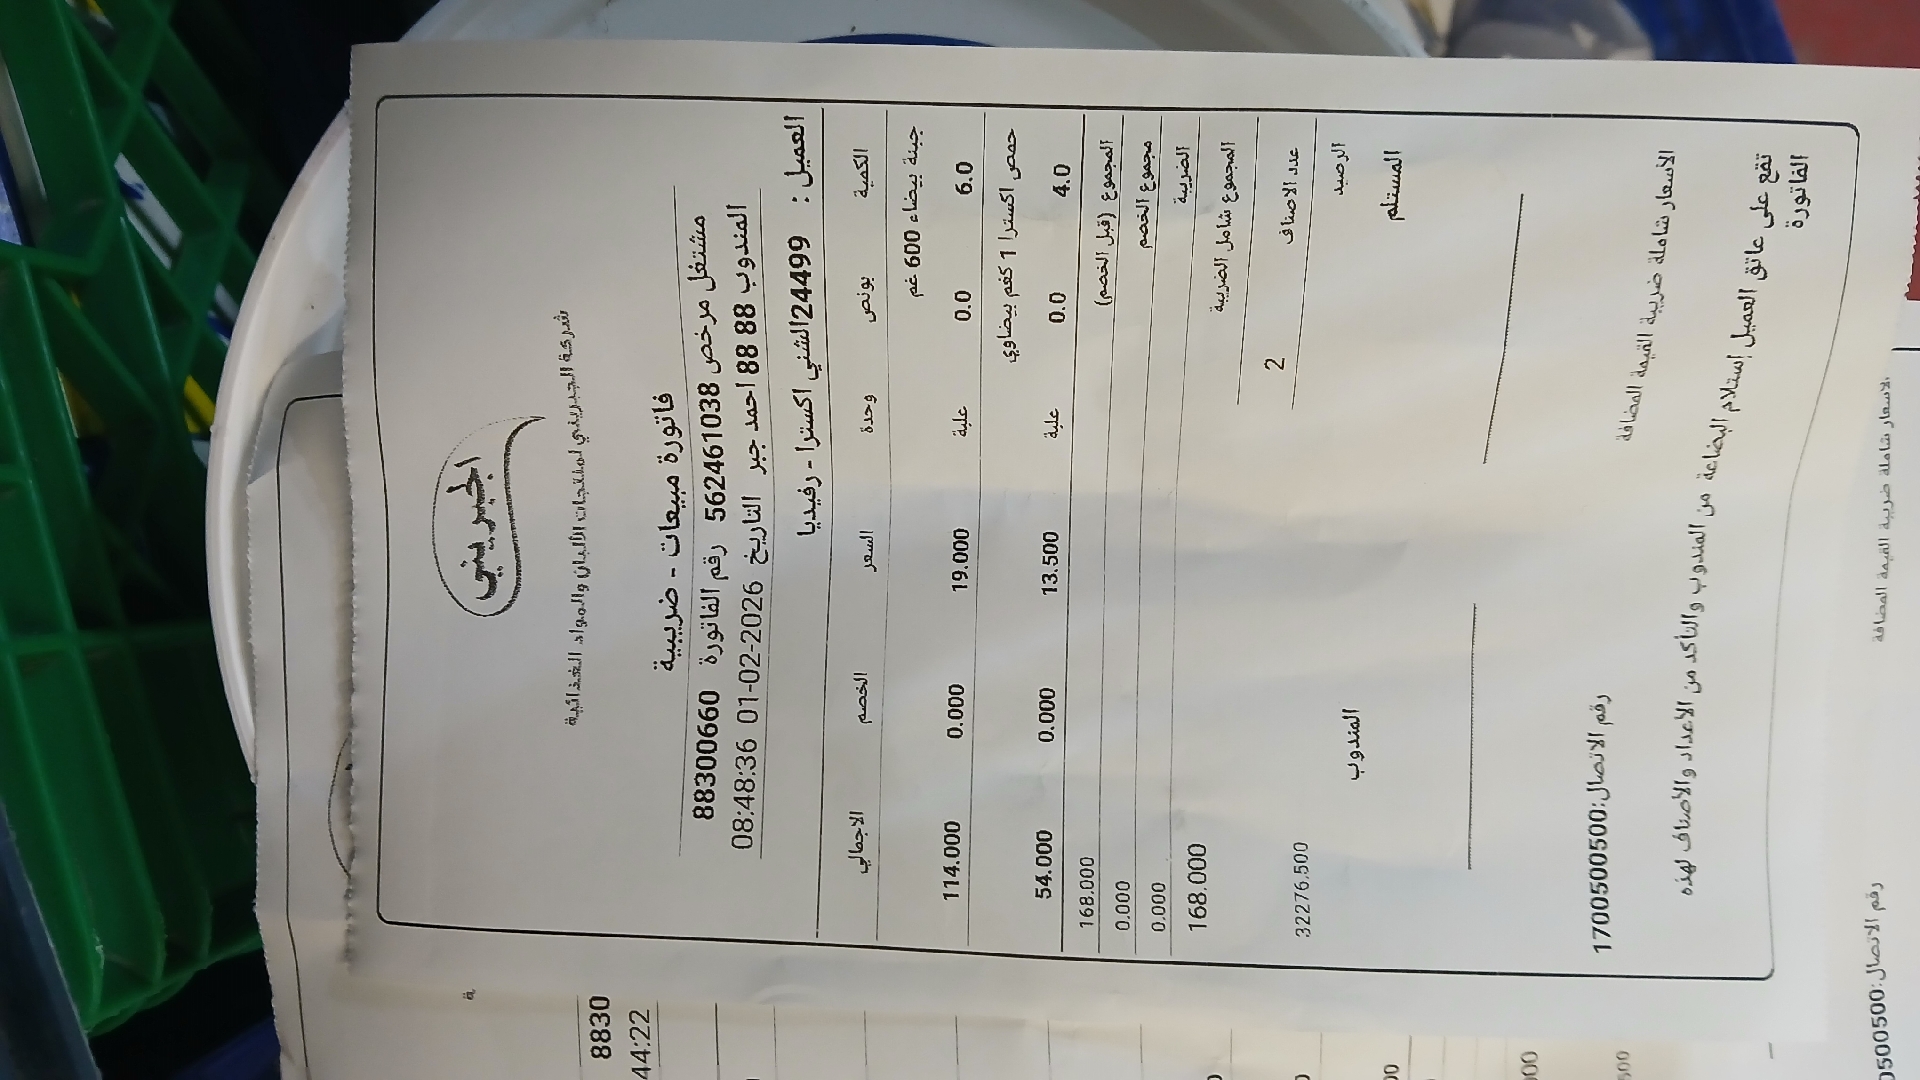 الجبريني
شركة الجبريني لمنتجات الألبان والمواد الغذائية
فاتورة مبيعات - ضريبية
مشتغل مرخص 562461038 رقم الفاتورة 88300660
المندوب 88 88 احمد جبر التاريخ 01-02-2026 08:48:36
العميل : 24499الشني اكسترا - رفيديا
الكمية بونص وحدة السعر الخصم الاجمالي
جبنة بيضاء 600 غم
6.0 0.0 علبة 19.000 0.000 114.000
حمص اكسترا 1 كغم بيضاوي
4.0 0.0 علبة 13.500 0.000 54.000
المجموع (قبل الخصم) 168.000
مجموع الخصم 0.000
الضريبة 0.000
المجموع شامل الضريبة 168.000
عدد الاصناف 2
الرصيد 32276.500
المستلم المندوب
رقم الاتصال:1700500500
الاسعار شاملة ضريبة القيمة المضافة
تقع على عاتق العميل إستلام البضاعة من المندوب والتأكد من الأعداد والأصناف لهذه
الفاتورة
ة
8830
44:22
الاسعار شاملة ضريبة القيمة المضافة
رقم الاتصال:0500500